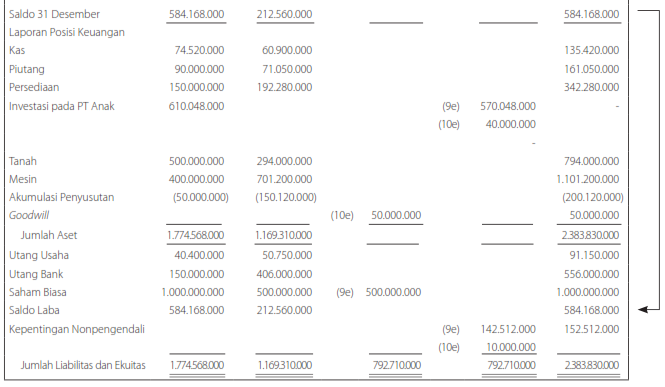 Saldo 31 Desember 584.168.000 212.560.000 584.168.000
Laporan Posisi Keuangan
Kas 74.520.000 60.900.000 135.420.000
Piutang 90.000.000 71.050.000 161.050.000
Persediaan 150.000.000 192.280.000 342.280.000
Investasi pada PT Anak 610.048.000 (9e) 570.048.000 -
(10e) 40.000.000
-
Tanah 500.000.000 294.000.000 794.000.000
Mesin 400.000.000 701.200.000 1.101.200.000
Akumulasi Penyusutan (50.000.000) (150.120.000) (200.120.000)
Goodwill (10e) 50.000.000 50.000.000
Jumlah Aset 1.774.568.000 1.169.310.000 2.383.830.000
Utang Usaha 40.400.000 50.750.000 91.150.000
Utang Bank 150.000.000 406.000.000 556.000.000
Saham Biasa 1.000.000.000 500.000.000 (9e) 500.000.000 1.000.000.000
Saldo Laba 584.168.000 212.560.000 584.168.000
Kepentingan Nonpengendali (9e) 142.512.000 152.512.000
(10e) 10.000.000
Jumlah Liabilitas dan Ekuitas 1.774.568.000 1.169.310.000 792.710.000 792.710.000 2.383.830.000